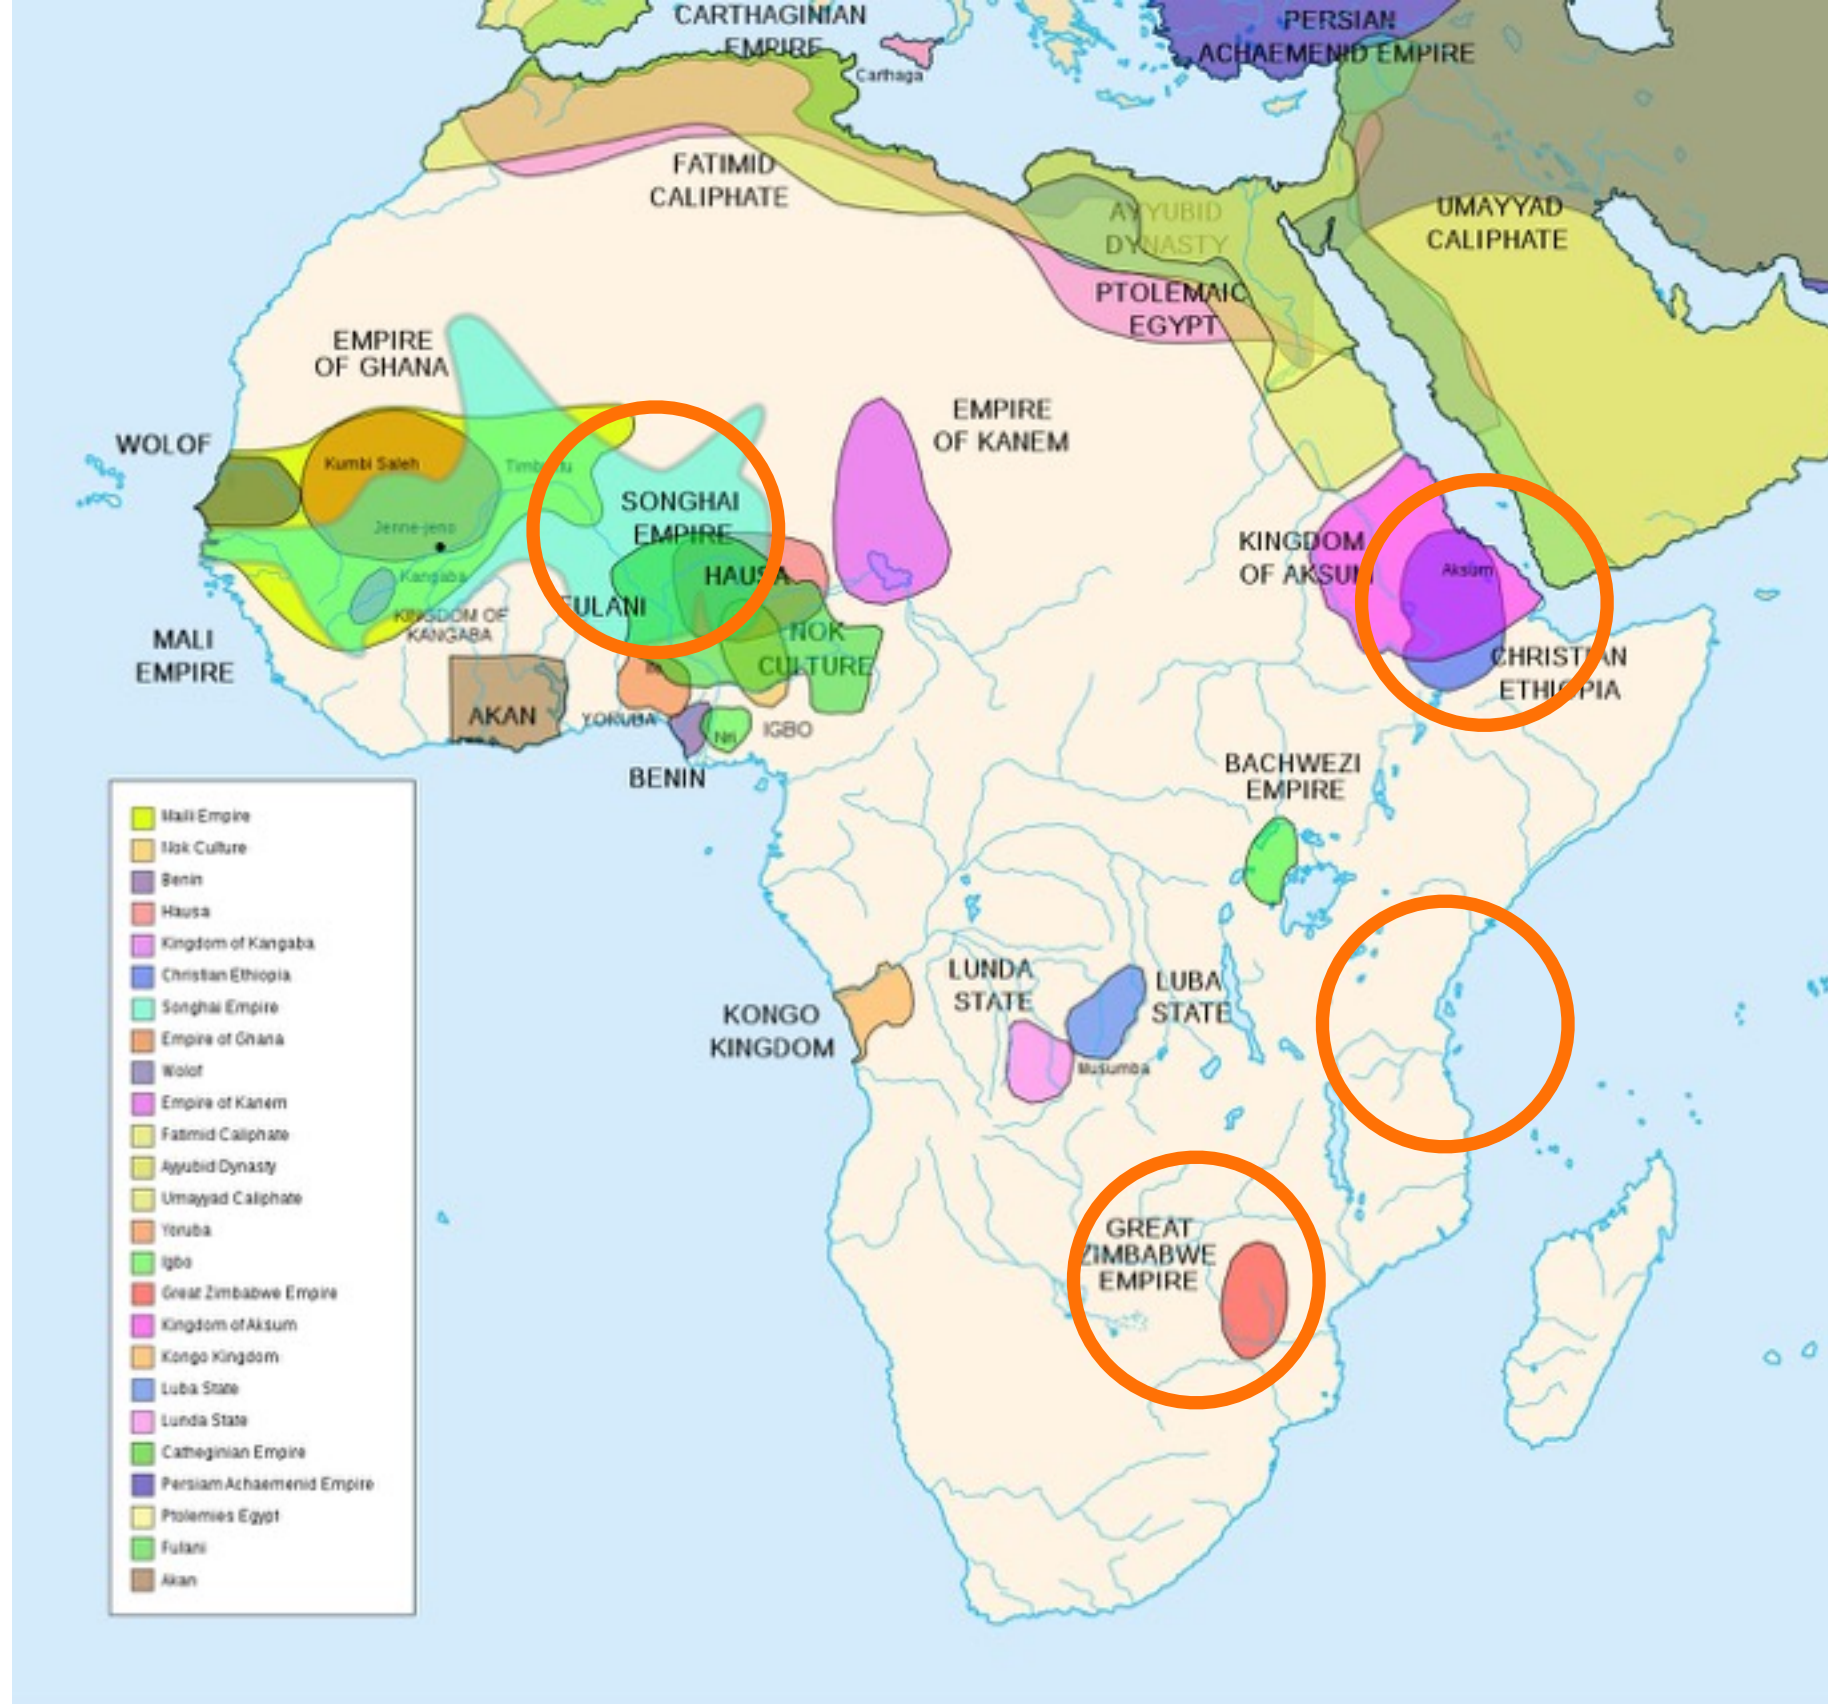 CARTHAGINIAN
EMPIRE
Carthaga
PERSIAN
ACHAEMENID EMPIRE
FATIMID
CALIPHATE
AYYUBID
DYNASTY
UMAYYAD
CALIPHATE
PTOLEMAIC
EGYPT
EMPIRE
OF GHANA
EMPIRE
OF KANEM
WOLOF
Kumbi Saleh
Timbuktu
SONGHAI
EMPIRE
Jenne-jeno
KINGDOM
OF AKSUM
Aksum
Kangaba
HAUSA
FULANI
KINGDOM OF
KANGABA
NOK
CULTURE
MALI
EMPIRE
CHRISTIAN
ETHIOPIA
AKAN
YORUBA
Nri
IGBO
BENIN
BACHWEZI
EMPIRE
LUNDA
STATE
LUBA
STATE
KONGO
KINGDOM
Musumba
GREAT
ZIMBABWE
EMPIRE
Malli Empire
Nok Culture
Benin
Hausa
Kingdom of Kangaba
Christian Ethiopia
Songhai Empire
Empire of Ghana
Wolof
Empire of Kanem
Fatimid Caliphate
Ayyubid Dynasty
Umayyad Caliphate
Yoruba
Igbo
Great Zimbabwe Empire
Kingdom of Aksum
Kongo Kingdom
Luba State
Lunda State
Catheginian Empire
Persiam Achaemenid Empire
Ptolemies Egypt
Fulani
Akan